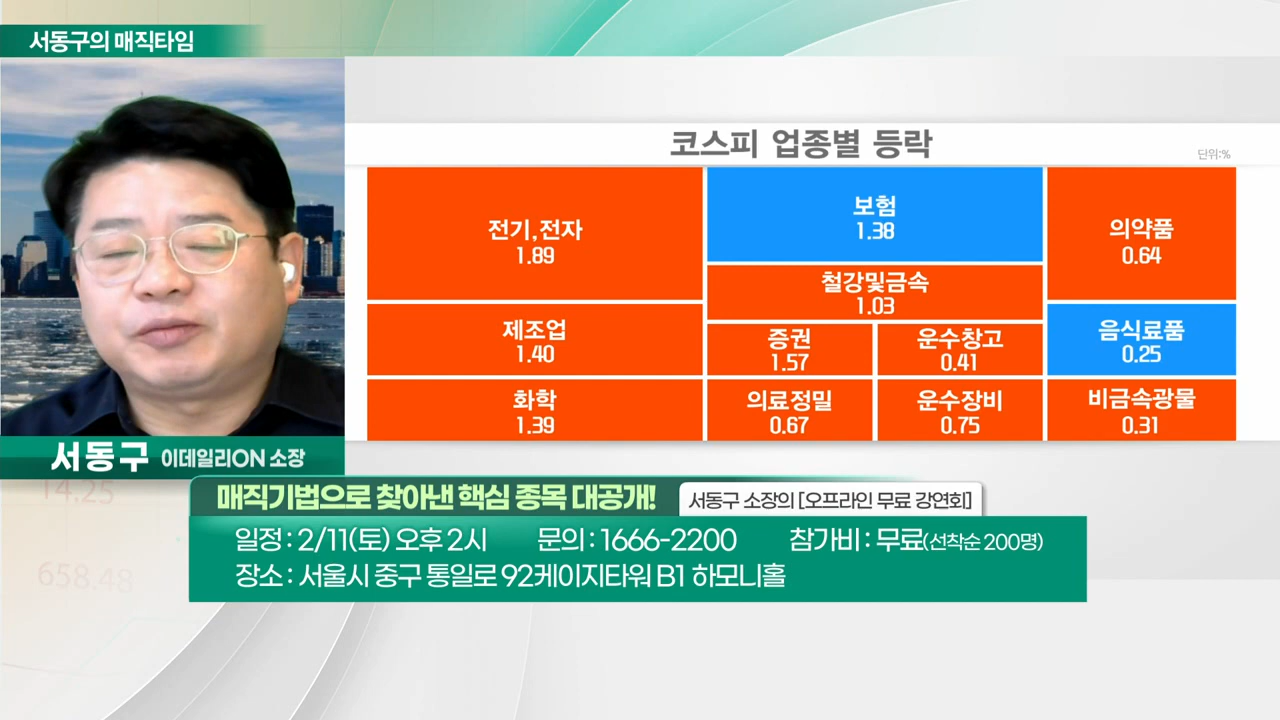 서동구의 매직타임
코스피 업종별 등락
단위:%
전기,전자
1.89
보험
1.38
의약품
0.64
철강및금속
1.03
제조업
1.40
증권
1.57
운수창고
0.41
음식료품
0.25
화학
1.39
의료정밀
0.67
운수장비
0.75
비금속광물
0.31
서동구 이데일리ON 소장
14.25
매직기법으로 찾아낸 핵심 종목 대공개!
서동구 소장의 [오프라인 무료 강연회]
일정 : 2/11(토) 오후 2시 문의 : 1666-2200 참가비 : 무료(선착순 200명)
장소 : 서울시 중구 통일로 92케이지타워 B1 하모니홀
658.48